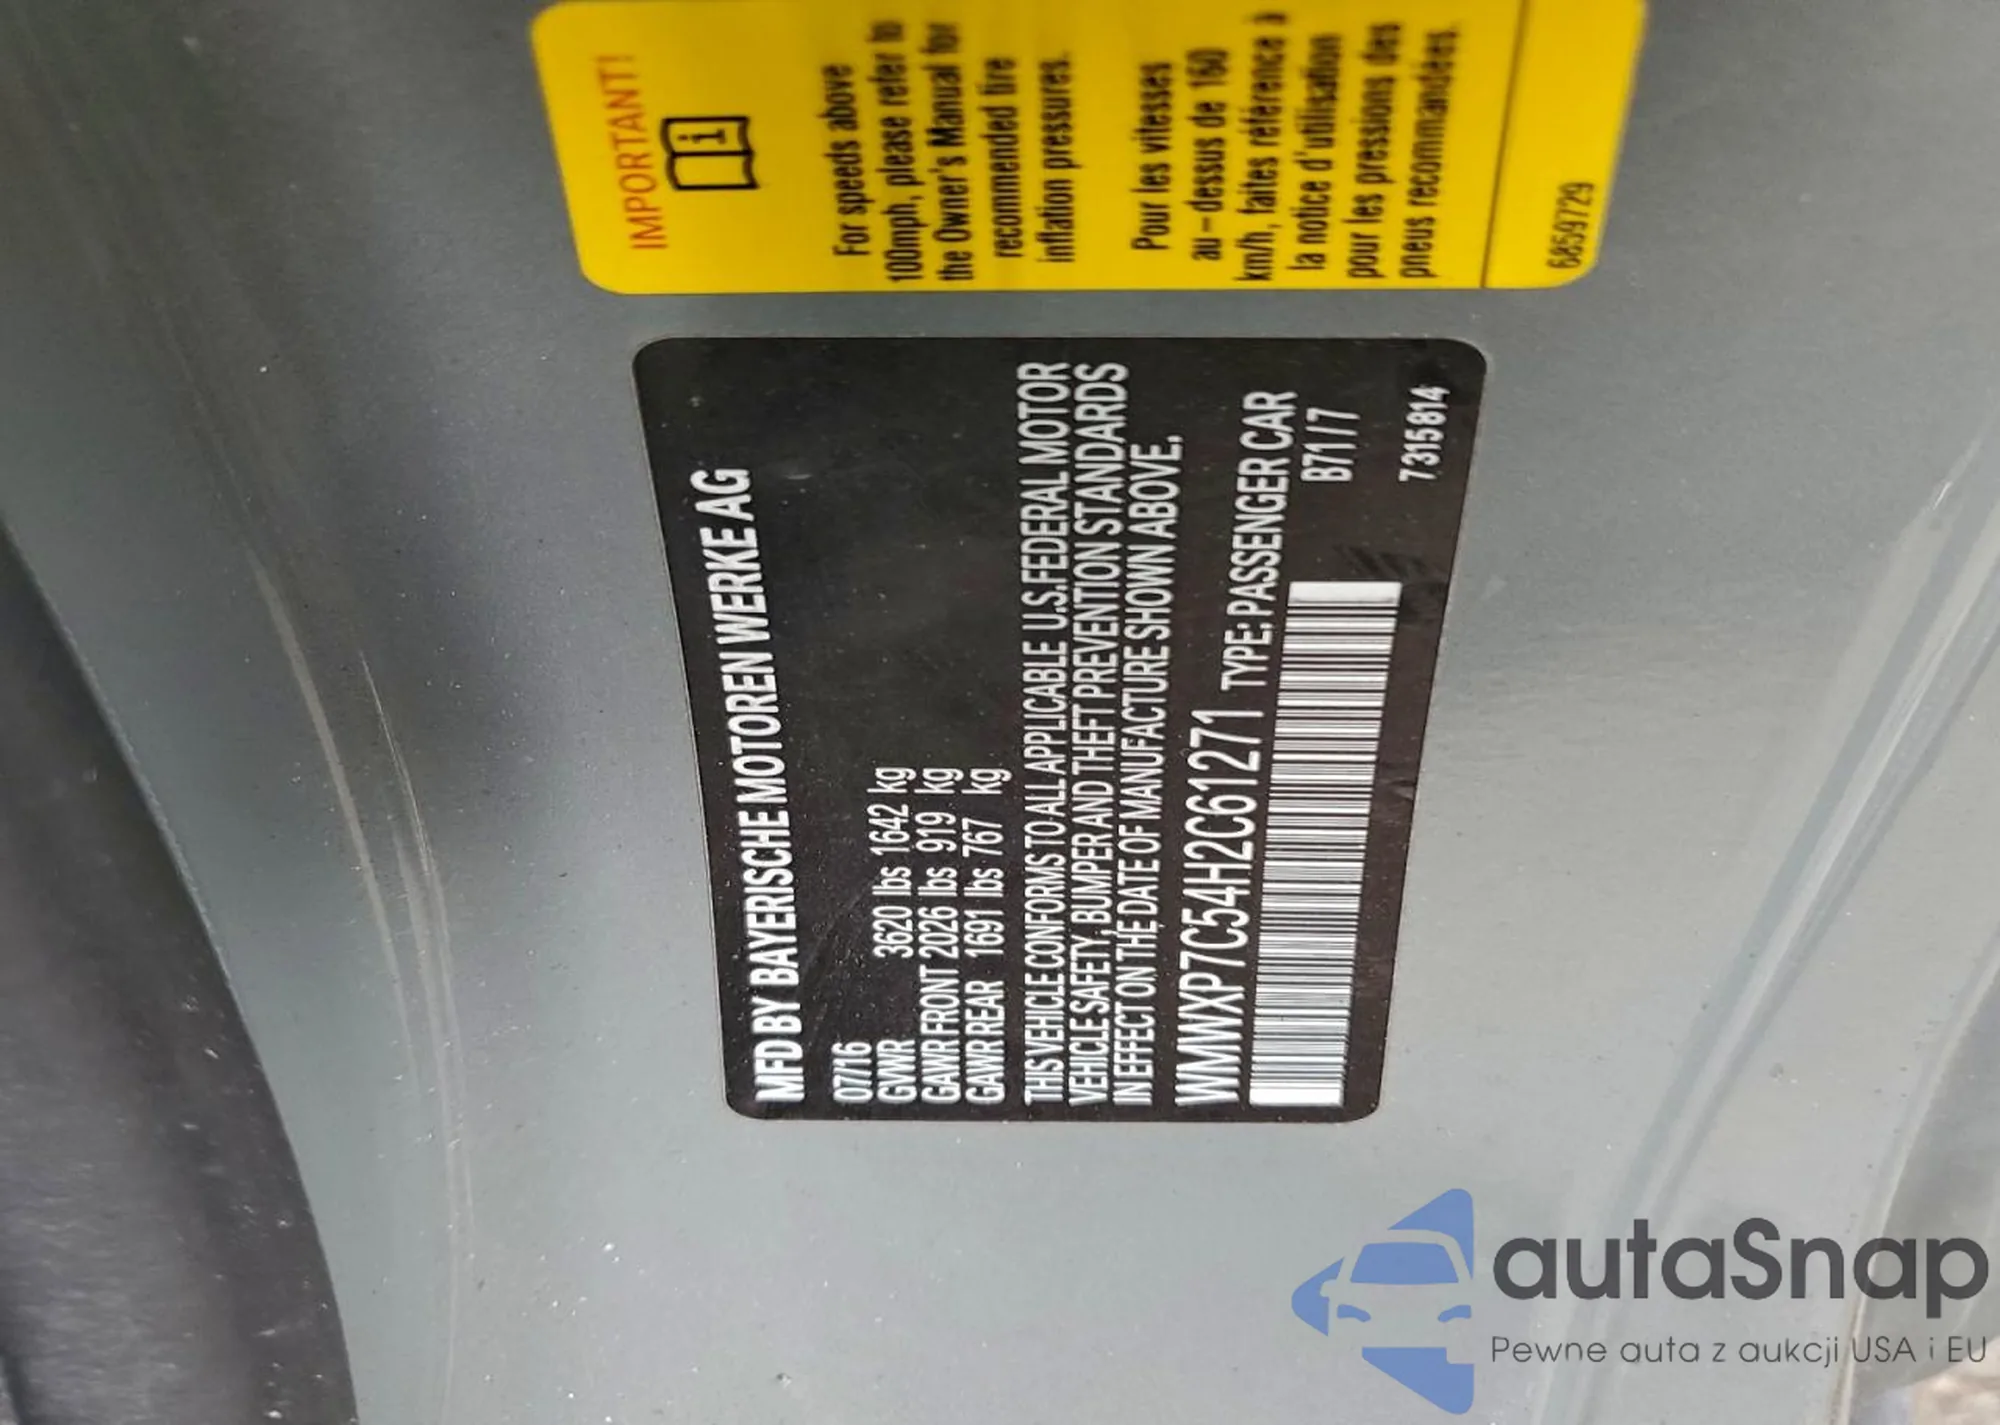 IMPORTANT!
i
For speeds above
100mph, please refer to
the Owner's Manual for
recommended tire
inflation pressures.
Pour les vitesses
au-dessus de 160
km/h, faites référence à
la notice d'utilisation
pour les pressions des
pneus recommandées.
6859729
MFD BY BAYERISCHE MOTOREN WERKE AG
07/16
GVWR 3620 lbs 1642 kg
GAWR FRONT 2026 lbs 919 kg
GAWR REAR 1691 lbs 767 kg
THIS VEHICLE CONFORMS TO ALL APPLICABLE U.S. FEDERAL MOTOR
VEHICLE SAFETY, BUMPER AND THEFT PREVENTION STANDARDS
IN EFFECT ON THE DATE OF MANUFACTURE SHOWN ABOVE.
WMWXP7C54H2C61271 TYPE: PASSENGER CAR
B71/7
7315814
autaSnap
Pewne auta z aukcji USA i EU